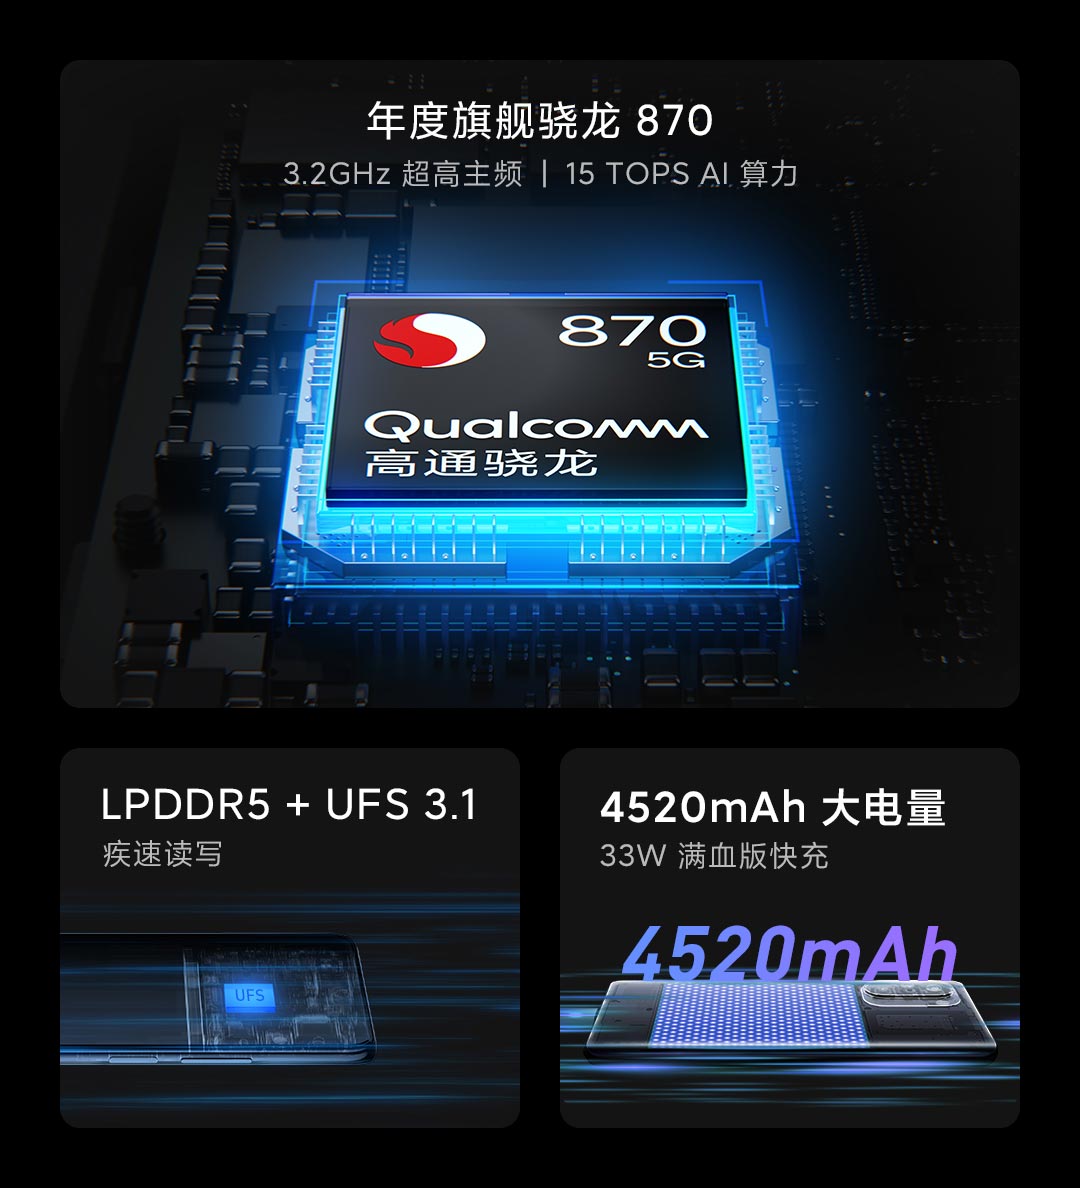 年度旗舰骁龙 870
3.2GHz 超高主频 | 15 TOPS AI 算力
870
5G
Qualcomm
高通骁龙
LPDDR5 + UFS 3.1
疾速读写
UFS
4520mAh 大电量
33W 满血版快充
4520mAh